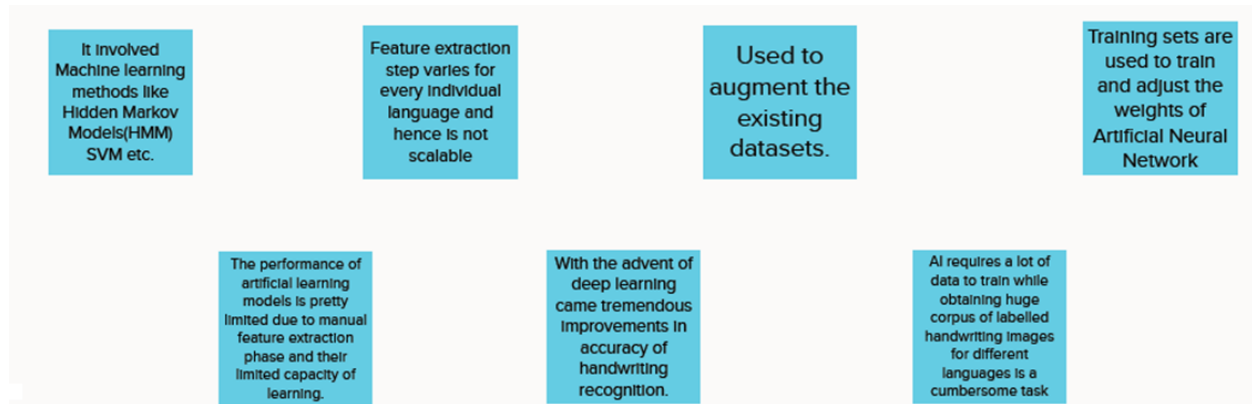 It Involved
Machine learning
methods like
Hidden Markov
Models(HMM)
SVM etc.
Feature extraction
step varies for
every individual
language and
hence is not
scalable
Used to
augment the
existing
datasets.
Training sets are
used to train
and adjust the
weights of
Artificial Neural
Network
The performance of
artificial learning
models is pretty
limited due to manual
feature extraction
phase and their
limited capacity of
learning.
With the advent of
deep learning
came tremendous
improvements in
accuracy of
handwriting
recognition.
AI requires a lot of
data to train while
obtaining huge
corpus of labelled
handwriting images
for different
languages is a
cumbersome task